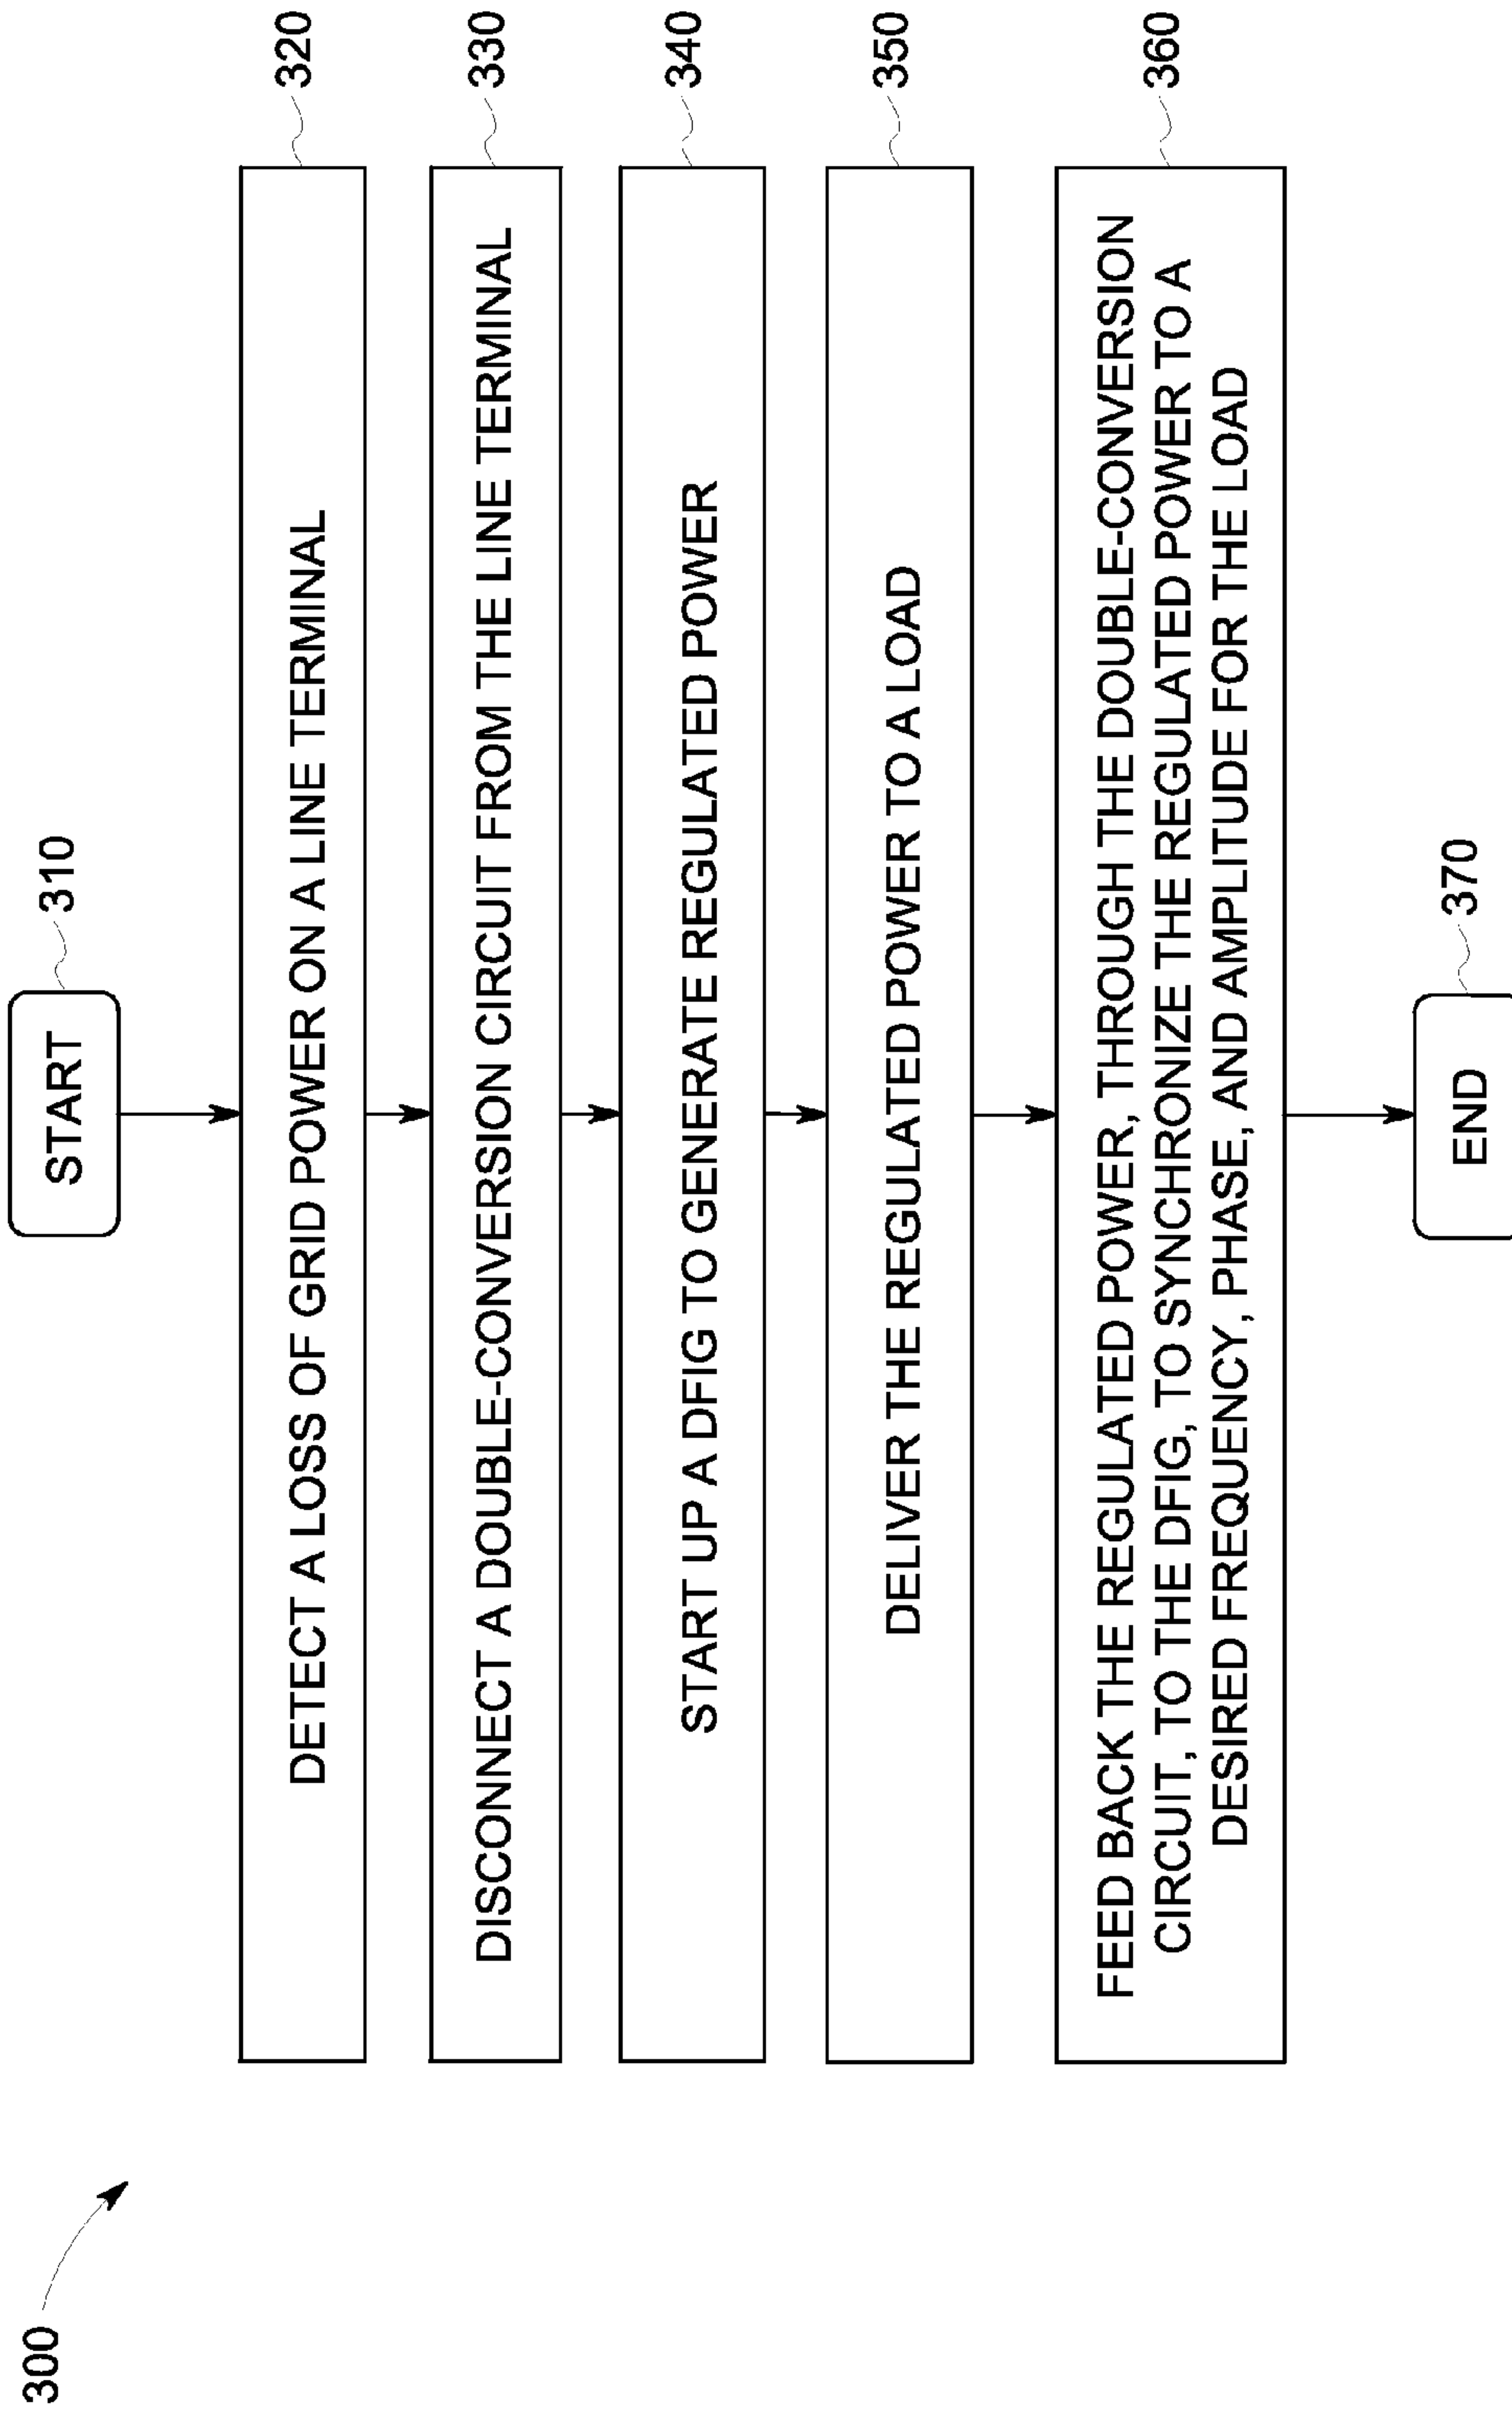 300
START
310
DETECT A LOSS OF GRID POWER ON A LINE TERMINAL
320
DISCONNECT A DOUBLE-CONVERSION CIRCUIT FROM THE LINE TERMINAL
330
START UP A DFIG TO GENERATE REGULATED POWER
340
DELIVER THE REGULATED POWER TO A LOAD
350
FEED BACK THE REGULATED POWER, THROUGH THE DOUBLE-CONVERSION
CIRCUIT, TO THE DFIG, TO SYNCHRONIZE THE REGULATED POWER TO A
DESIRED FREQUENCY, PHASE, AND AMPLITUDE FOR THE LOAD
360
END
370